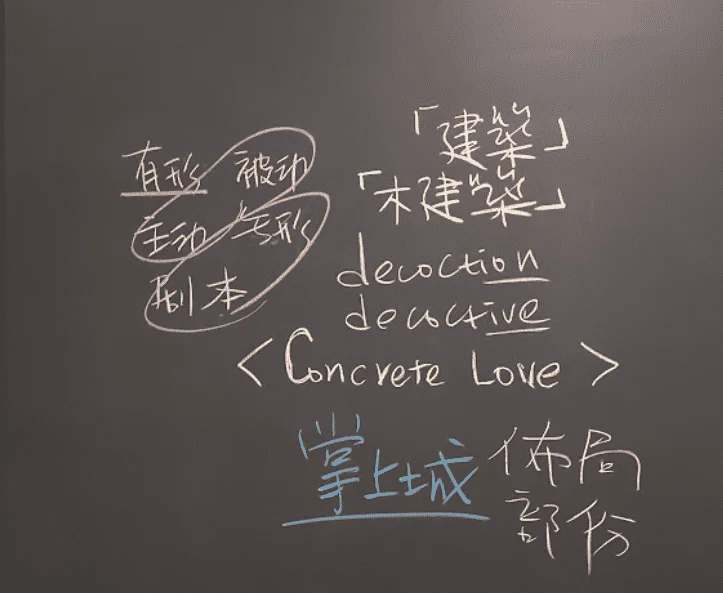 有形 被动
主动 无形
剧本
「建築」
「木建築」
decoction
decoctive
<Concrete Love>
掌上城
佈局
部份